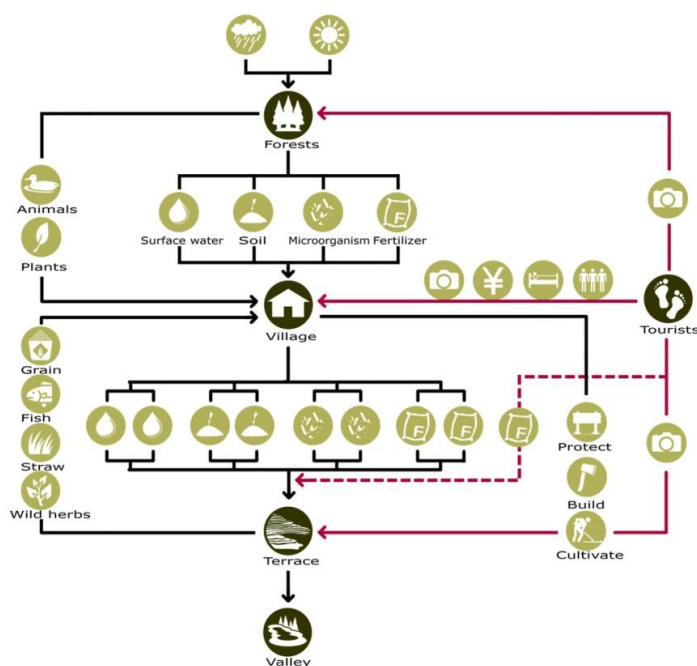 Forests
Animals
Surface water Soil Microorganism Fertilizer
Plants
¥
Tourists
Village
Grain
Fish
F F F
Protect
Straw
Build
Wild herbs
Cultivate
Terrace
Valley